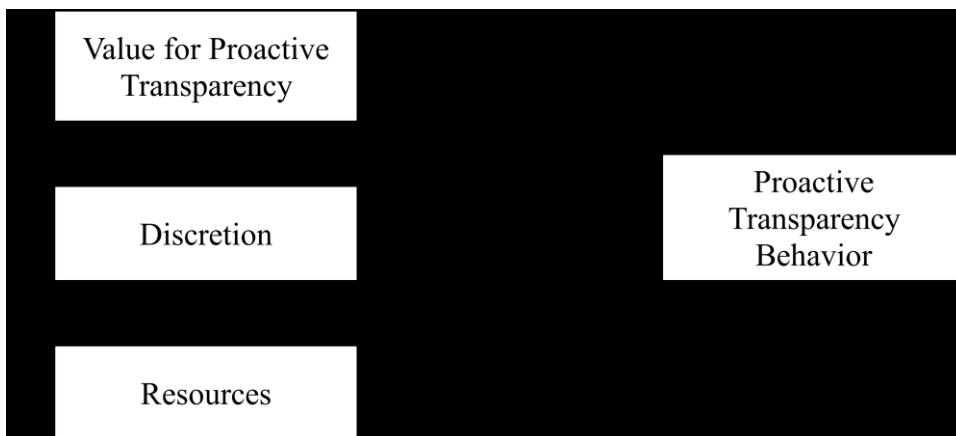 Value for Proactive
Transparency
Discretion
Proactive
Transparency
Behavior
Resources